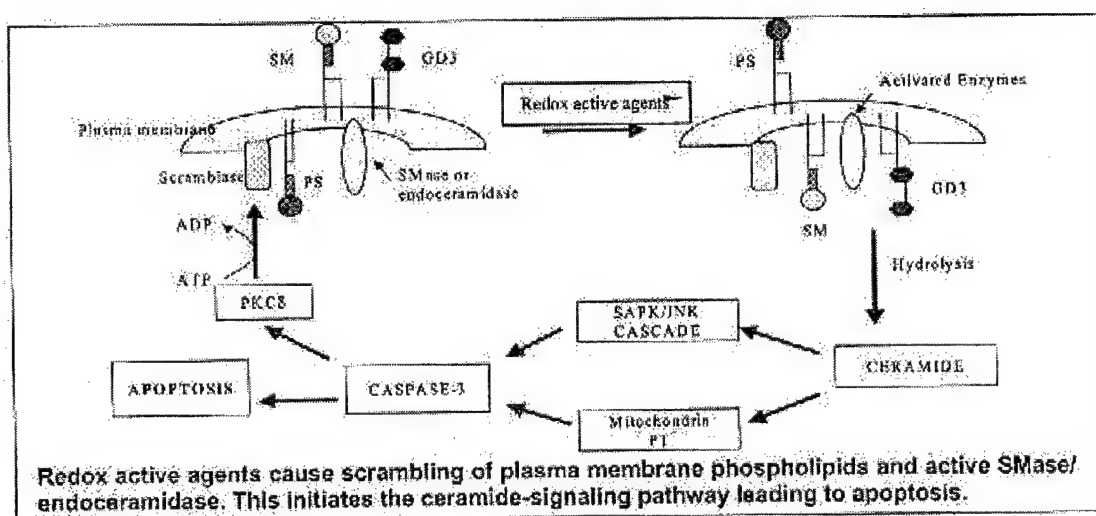 SM
GD3
PS
Redox active agents
Activated Enzymes
Plasma membrane
Scramblase
PS
SMase or
endoceramidase
GD3
SM
ADP
ATP
Hydrolysis
PKCδ
SAPK/JNK
CASCADE
APOPTOSIS
CASPASE-3
CERAMIDE
Mitochondria
PT
Redox active agents cause scrambling of plasma membrane phospholipids and active SMase/
endoceramidase. This initiates the ceramide-signaling pathway leading to apoptosis.